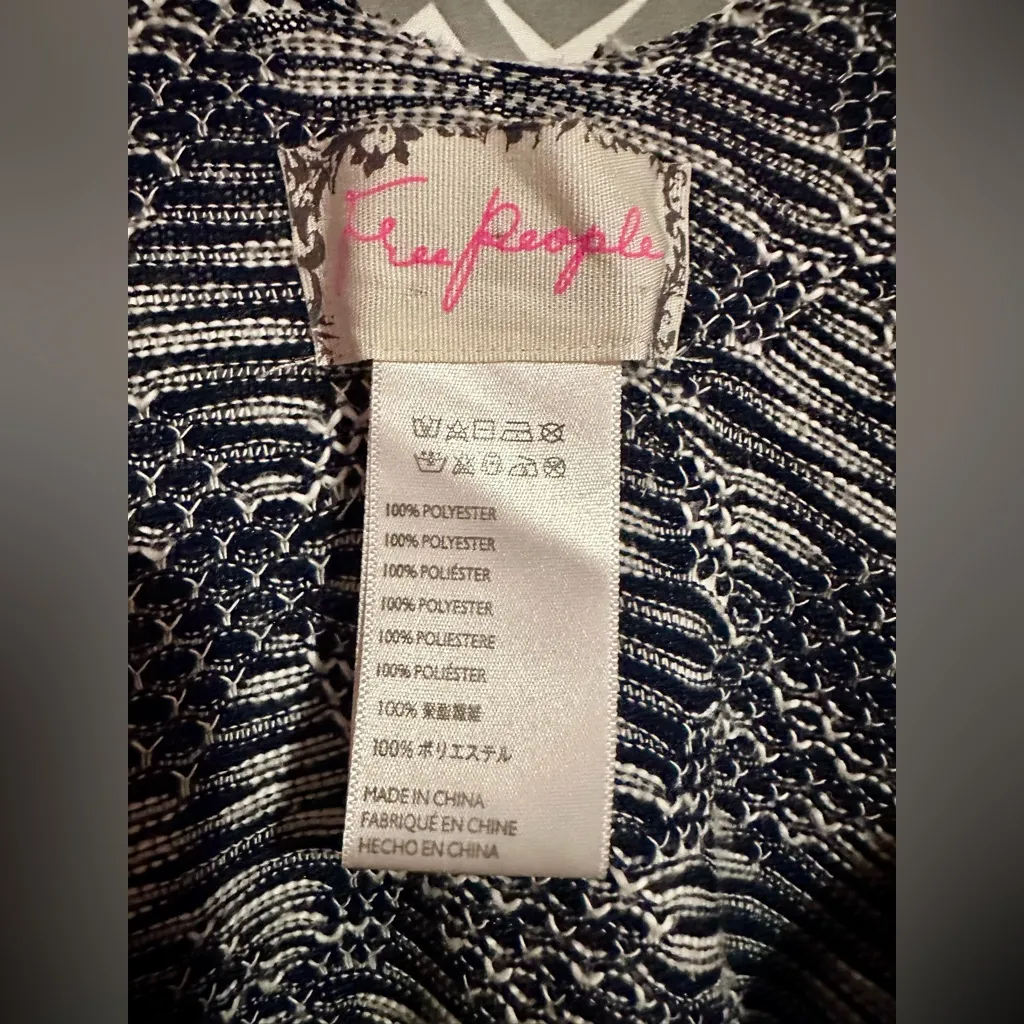 Free People
100% POLYESTER
100% POLYESTER
100% POLIÉSTER
100% POLYESTER
100% POLIESTERE
100% POLIÉSTER
100% 聚酯纖維
100% ポリエステル
MADE IN CHINA
FABRIQUÉ EN CHINE
HECHO EN CHINA